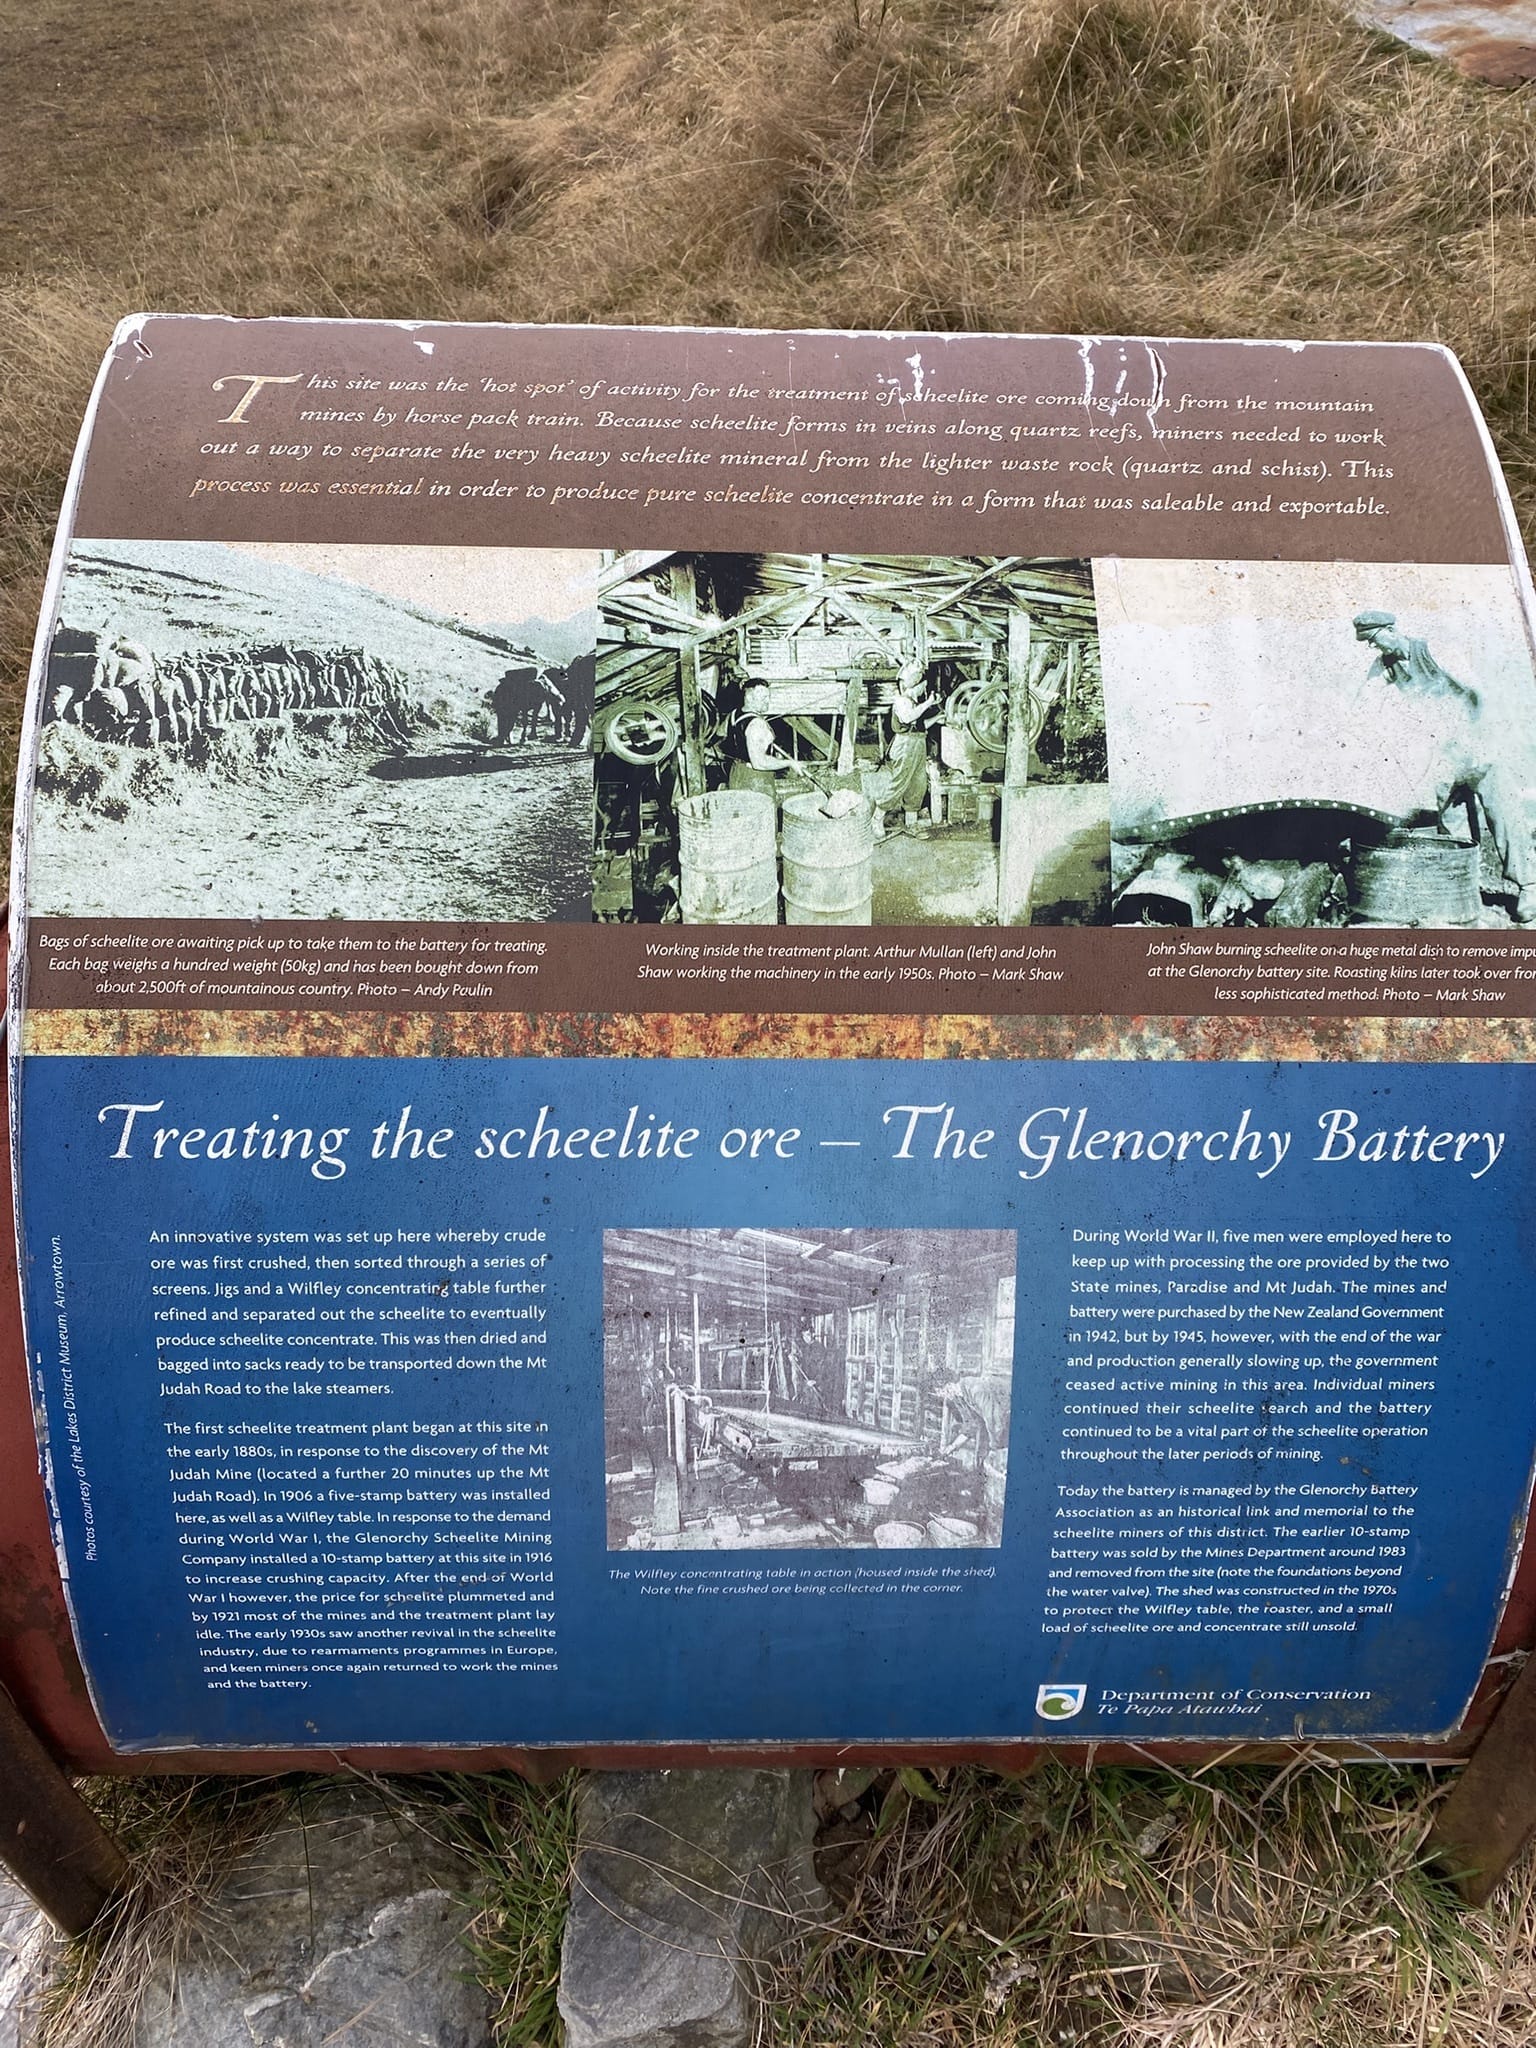 This site was the 'hot spot' of activity for the treatment of scheelite ore coming down from the mountain
mines by horse pack train. Because scheelite forms in veins along quartz reefs, miners needed to work
out a way to separate the very heavy scheelite mineral from the lighter waste rock (quartz and schist). This
process was essential in order to produce pure scheelite concentrate in a form that was saleable and exportable.
Bags of scheelite ore awaiting pick up to take them to the battery for treating.
Each bag weighs a hundred weight (50kg) and has been bought down from
about 2,500ft of mountainous country. Photo – Andy Paulin
Working inside the treatment plant. Arthur Mullan (left) and John
Shaw working the machinery in the early 1950s. Photo – Mark Shaw
John Shaw burning scheelite on a huge metal dish to remove
at the Glenorchy battery site. Roasting kilns later took over
less sophisticated method. Photo – Mark Shaw
Treating the scheelite ore – The Glenorchy Battery
Photos courtesy of the Lakes District Museum, Arrowtown.
An innovative system was set up here whereby crude
ore was first crushed, then sorted through a series of
screens. Jigs and a Wilfley concentrating table further
refined and separated out the scheelite to eventually
produce scheelite concentrate. This was then dried and
bagged into sacks ready to be transported down the Mt
Judah Road to the lake steamers.
The first scheelite treatment plant began at this site in
the early 1880s, in response to the discovery of the Mt
Judah Mine (located a further 20 minutes up the Mt
Judah Road). In 1906 a five-stamp battery was installed
here, as well as a Wilfley table. In response to the demand
during World War I, the Glenorchy Scheelite Mining
Company installed a 10-stamp battery at this site in 1916
to increase crushing capacity. After the end of World
War I however, the price for scheelite plummeted and
by 1921 most of the mines and the treatment plant lay
idle. The early 1930s saw another revival in the scheelite
industry, due to rearmaments programmes in Europe,
and keen miners once again returned to work the mines
and the battery.
The Wilfley concentrating table in action (housed inside the shed).
Note the fine crushed ore being collected in the corner.
During World War II, five men were employed here to
keep up with processing the ore provided by the two
State mines, Paradise and Mt Judah. The mines and
battery were purchased by the New Zealand Government
in 1942, but by 1945, however, with the end of the war
and production generally slowing up, the government
ceased active mining in this area. Individual miners
continued their scheelite search and the battery
continued to be a vital part of the scheelite operation
throughout the later periods of mining.
Today the battery is managed by the Glenorchy Battery
Association as an historical link and memorial to the
scheelite miners of this district. The earlier 10-stamp
battery was sold by the Mines Department around 1983
and removed from the site (note the foundations beyond
the water valve). The shed was constructed in the 1970s
to protect the Wilfley table, the roaster, and a small
load of scheelite ore and concentrate still unsold.
Department of Conservation
Te Papa Atawhai